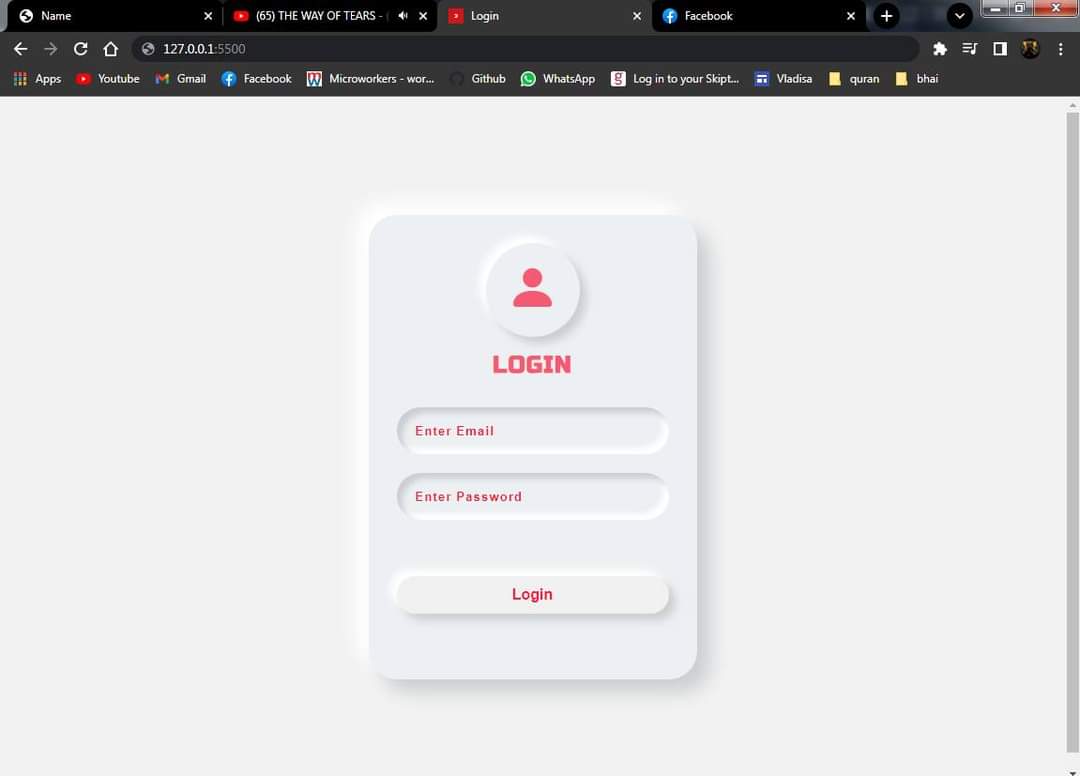 Name
(65) THE WAY OF TEARS -
Login
Facebook
127.0.0.1:5500
Apps
Youtube
Gmail
Facebook
Microworkers - wor...
Github
WhatsApp
Log in to your Skipt...
Vladisa
quran
bhai
LOGIN
Enter Email
Enter Password
Login